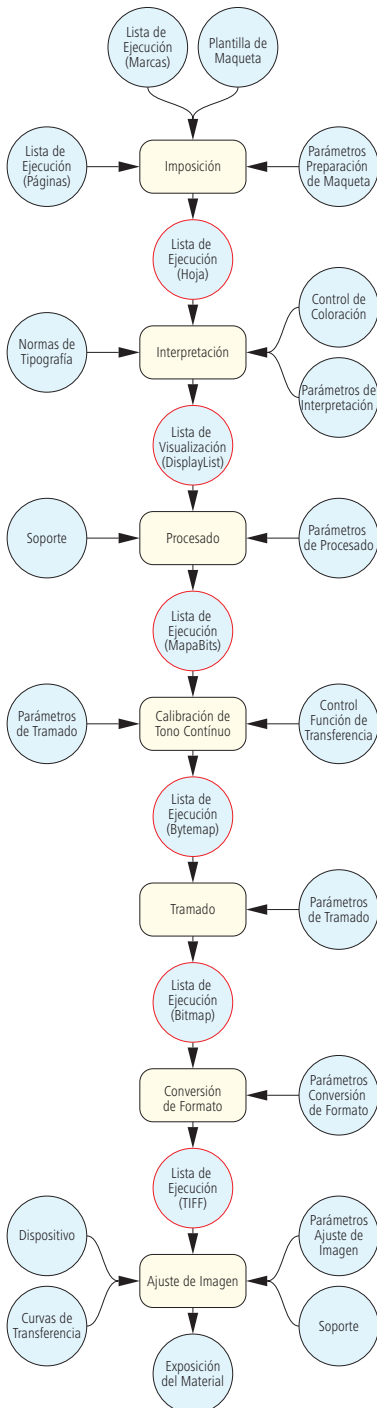 Lista de
Ejecución
(Marcas)
Plantilla de
Maqueta
Lista de
Ejecución
(Páginas)
Imposición
Parámetros
Preparación
de Maqueta
Lista de
Ejecución
(Hoja)
Control de
Coloración
Normas de
Tipografía
Interpretación
Parámetros de
Interpretación
Lista de
Visualización
(DisplayList)
Soporte
Procesado
Parámetros
de Procesado
Lista de
Ejecución
(MapaBits)
Parámetros
de Tramado
Calibración de
Tono Contínuo
Control
Función de
Transferencia
Lista de
Ejecución
(Bytemap)
Tramado
Parámetros
de Tramado
Lista de
Ejecución
(Bitmap)
Conversión
de Formato
Parámetros
Conversión
de Formato
Lista de
Ejecución
(TIFF)
Dispositivo
Parámetros
Ajuste de
Imagen
Ajuste de Imagen
Curvas de
Transferencia
Soporte
Exposición
del Material